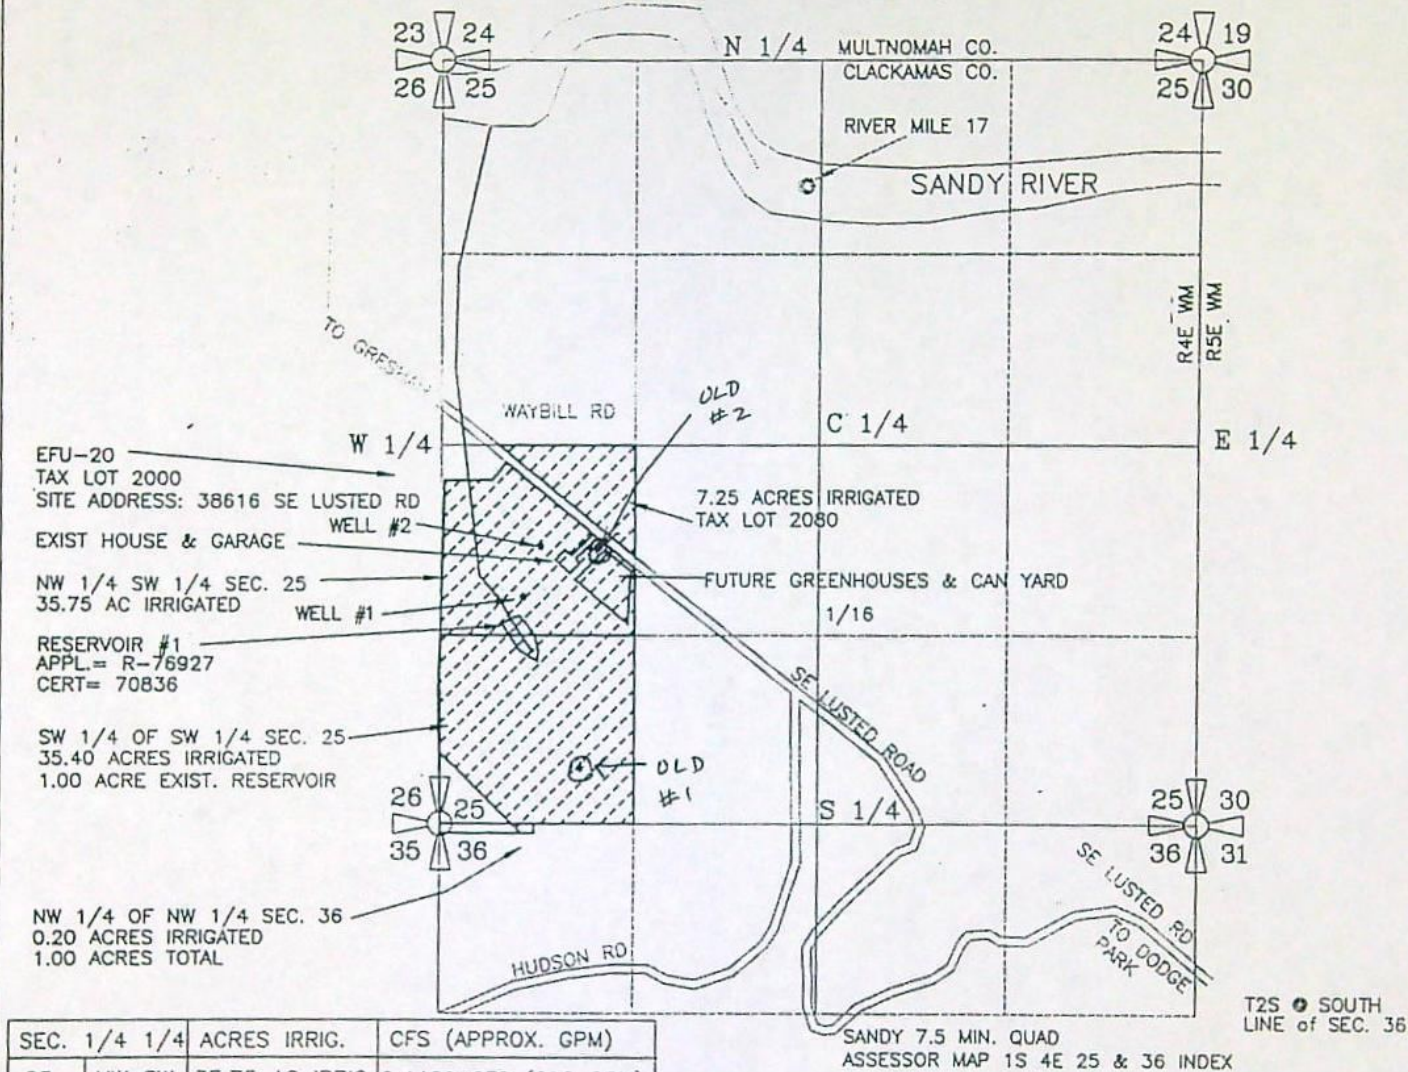 23 24
26 25
N 1/4
MULTNOMAH CO.
CLACKAMAS CO.
24 19
25 30
RIVER MILE 17
SANDY RIVER
R4E WM
R5E WM
TO GRESHAM
WAYBILL RD
OLD
#2
W 1/4
C 1/4
E 1/4
EFU-20
TAX LOT 2000
SITE ADDRESS: 38616 SE LUSTED RD
WELL #2
7.25 ACRES IRRIGATED
TAX LOT 2080
EXIST HOUSE & GARAGE
NW 1/4 SW 1/4 SEC. 25
35.75 AC IRRIGATED
WELL #1
FUTURE GREENHOUSES & CAN YARD
1/16
RESERVOIR #1
APPL.= R-76927
CERT= 70836
SE LUSTED ROAD
SW 1/4 OF SW 1/4 SEC. 25
35.40 ACRES IRRIGATED
1.00 ACRE EXIST. RESERVOIR
OLD
#1
26 25
35 36
S 1/4
25 30
36 31
NW 1/4 OF NW 1/4 SEC. 36
0.20 ACRES IRRIGATED
1.00 ACRES TOTAL
HUDSON RD
SE LUSTED RD
TO DODGE
PARK
T2S @ SOUTH
LINE of SEC. 36
SANDY 7.5 MIN. QUAD
ASSESSOR MAP 1S 4E 25 & 36 INDEX
SEC. 1/4 1/4 ACRES IRRIG. CFS (APPROX. GPM)